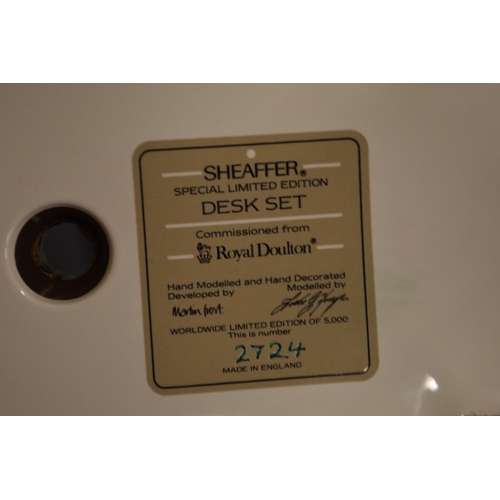 SHEAFFER®
SPECIAL LIMITED EDITION
DESK SET
Commissioned from
Royal Doulton®
Hand Modelled and Hand Decorated
Developed by Modelled by
WORLDWIDE LIMITED EDITION OF 5,000
This is number
2724
MADE IN ENGLAND